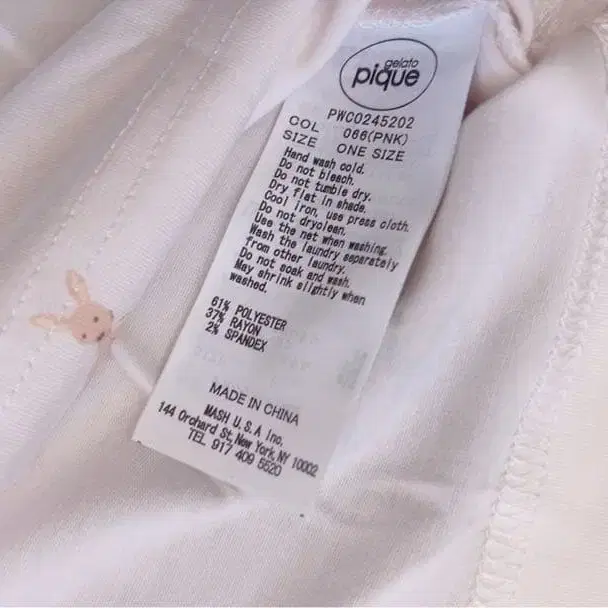 gelato
pique
PWC0245202
COL 066(PNK)
SIZE ONE SIZE
Hand wash cold.
Do not bleach.
Do not tumble dry.
Dry flat in shade.
Cool iron, use press cloth.
Do not dryclean.
Use the net when washing.
Wash the laundry separately
from other laundry.
Do not soak and wash.
May shrink slightly when
washed.
61% POLYESTER
37% RAYON
2% SPANDEX
MADE IN CHINA
MASH U.S.A Inc.
144 Orchard St, New York, NY 10002
TEL 917 409 5520